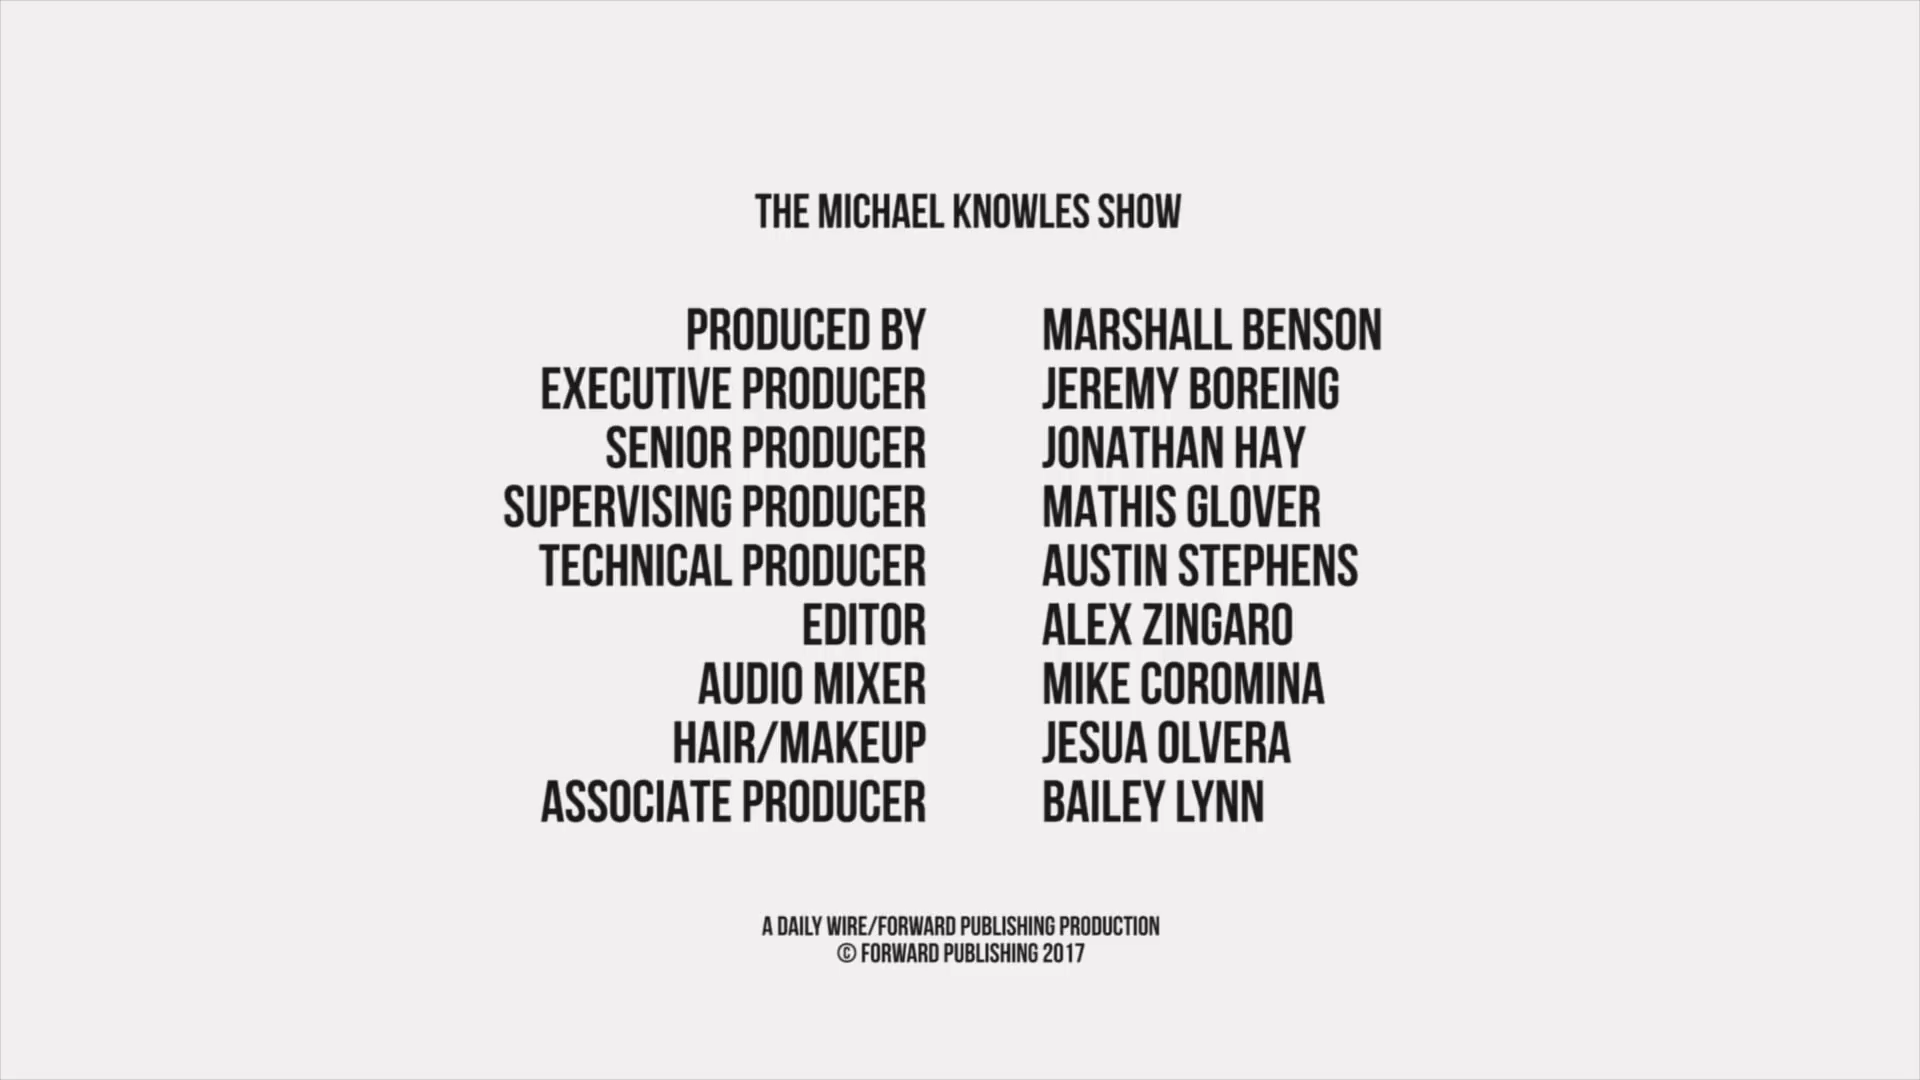 THE MICHAEL KNOWLES SHOW
PRODUCED BY MARSHALL BENSON
EXECUTIVE PRODUCER JEREMY BOREING
SENIOR PRODUCER JONATHAN HAY
SUPERVISING PRODUCER MATHIS GLOVER
TECHNICAL PRODUCER AUSTIN STEPHENS
EDITOR ALEX ZINGARO
AUDIO MIXER MIKE COROMINA
HAIR/MAKEUP JESUA OLVERA
ASSOCIATE PRODUCER BAILEY LYNN
A DAILY WIRE/FORWARD PUBLISHING PRODUCTION
© FORWARD PUBLISHING 2017